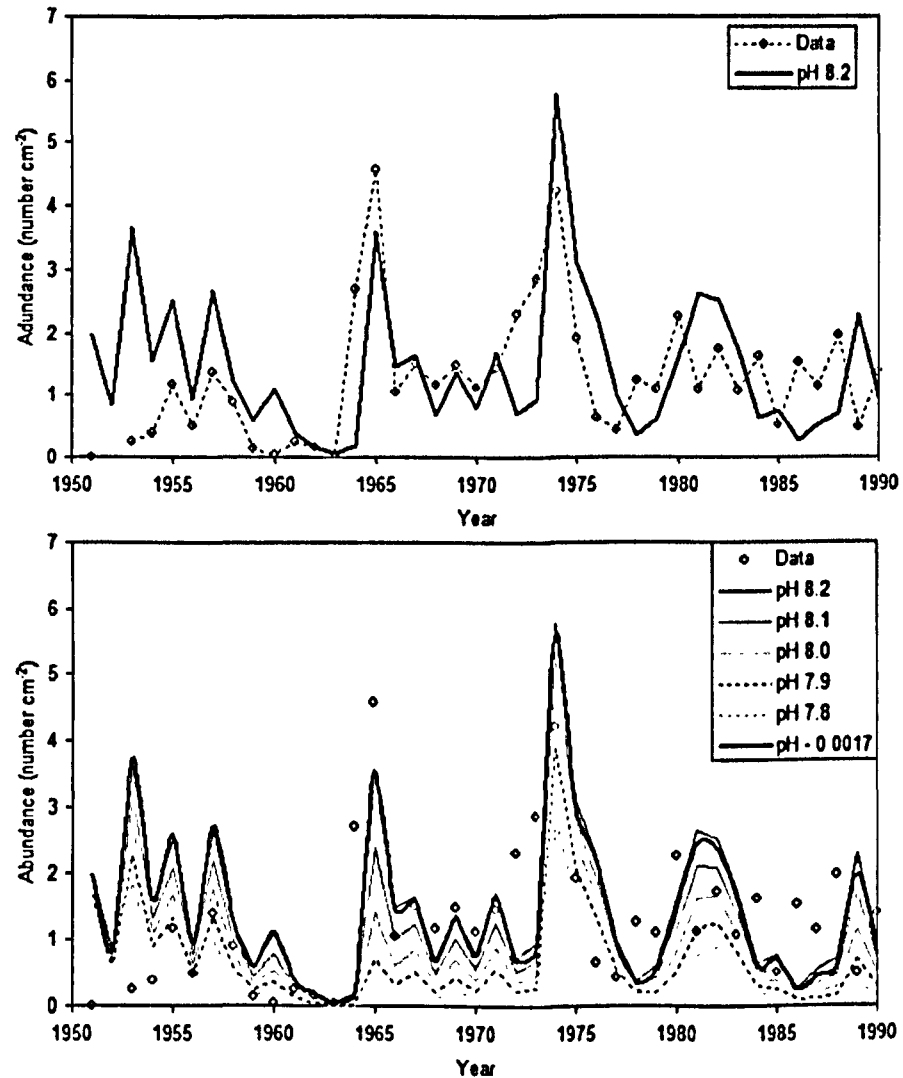 7
6
5
4
3
2
1
0
Adundance (number cm⁻²)
Data
pH 8.2
1950 1955 1960 1965 1970 1975 1980 1985 1990
Year
7
6
5
4
3
2
1
0
Abundance (number cm⁻²)
Data
pH 8.2
pH 8.1
pH 8.0
pH 7.9
pH 7.8
pH - 0 0017
1950 1955 1960 1965 1970 1975 1980 1985 1990
Year